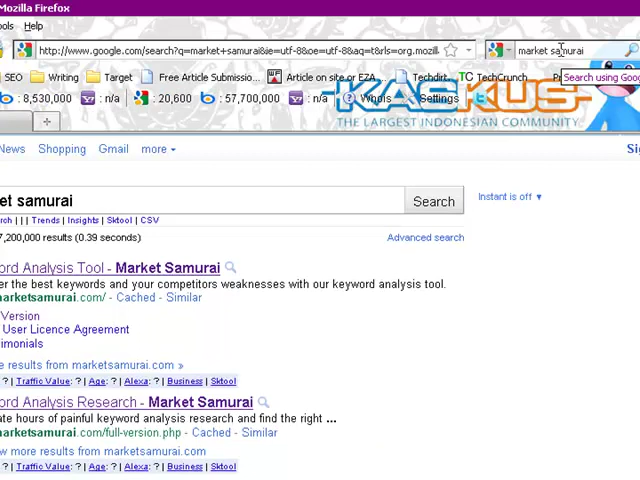 Mozilla Firefox
ools Help
http://www.google.com/search?q=market+samurai&ie=utf-8&oe=utf-8&aq=t&rls=org.mozill
market samurai
SEO Writing Target Free Article Submissio... Article on site or EZA... Techdirt TechCrunch
Search using Goog
: 8,530,000 : n/a : 20,600 : 57,700,000 : n/a Whois Settings
KASKUS
THE LARGEST INDONESIAN COMMUNITY
News Shopping Gmail more
et samurai
Search
Instant is off
rch | | | Trends | Insights | Sktool | CSV
7,200,000 results (0.39 seconds)
Advanced search
ord Analysis Tool - Market Samurai
er the best keywords and your competitors weaknesses with our keyword analysis tool.
marketsamurai.com/ - Cached - Similar
Version
User Licence Agreement
imonials
e results from marketsamurai.com »
? | Traffic Value: ? | Age: ? | Alexa: ? | Business | Sktool
ord Analysis Research - Market Samurai
ate hours of painful keyword analysis research and find the right ...
marketsamurai.com/full-version.php - Cached - Similar
w more results from marketsamurai.com
? | Traffic Value: ? | Age: ? | Alexa: ? | Business | Sktool